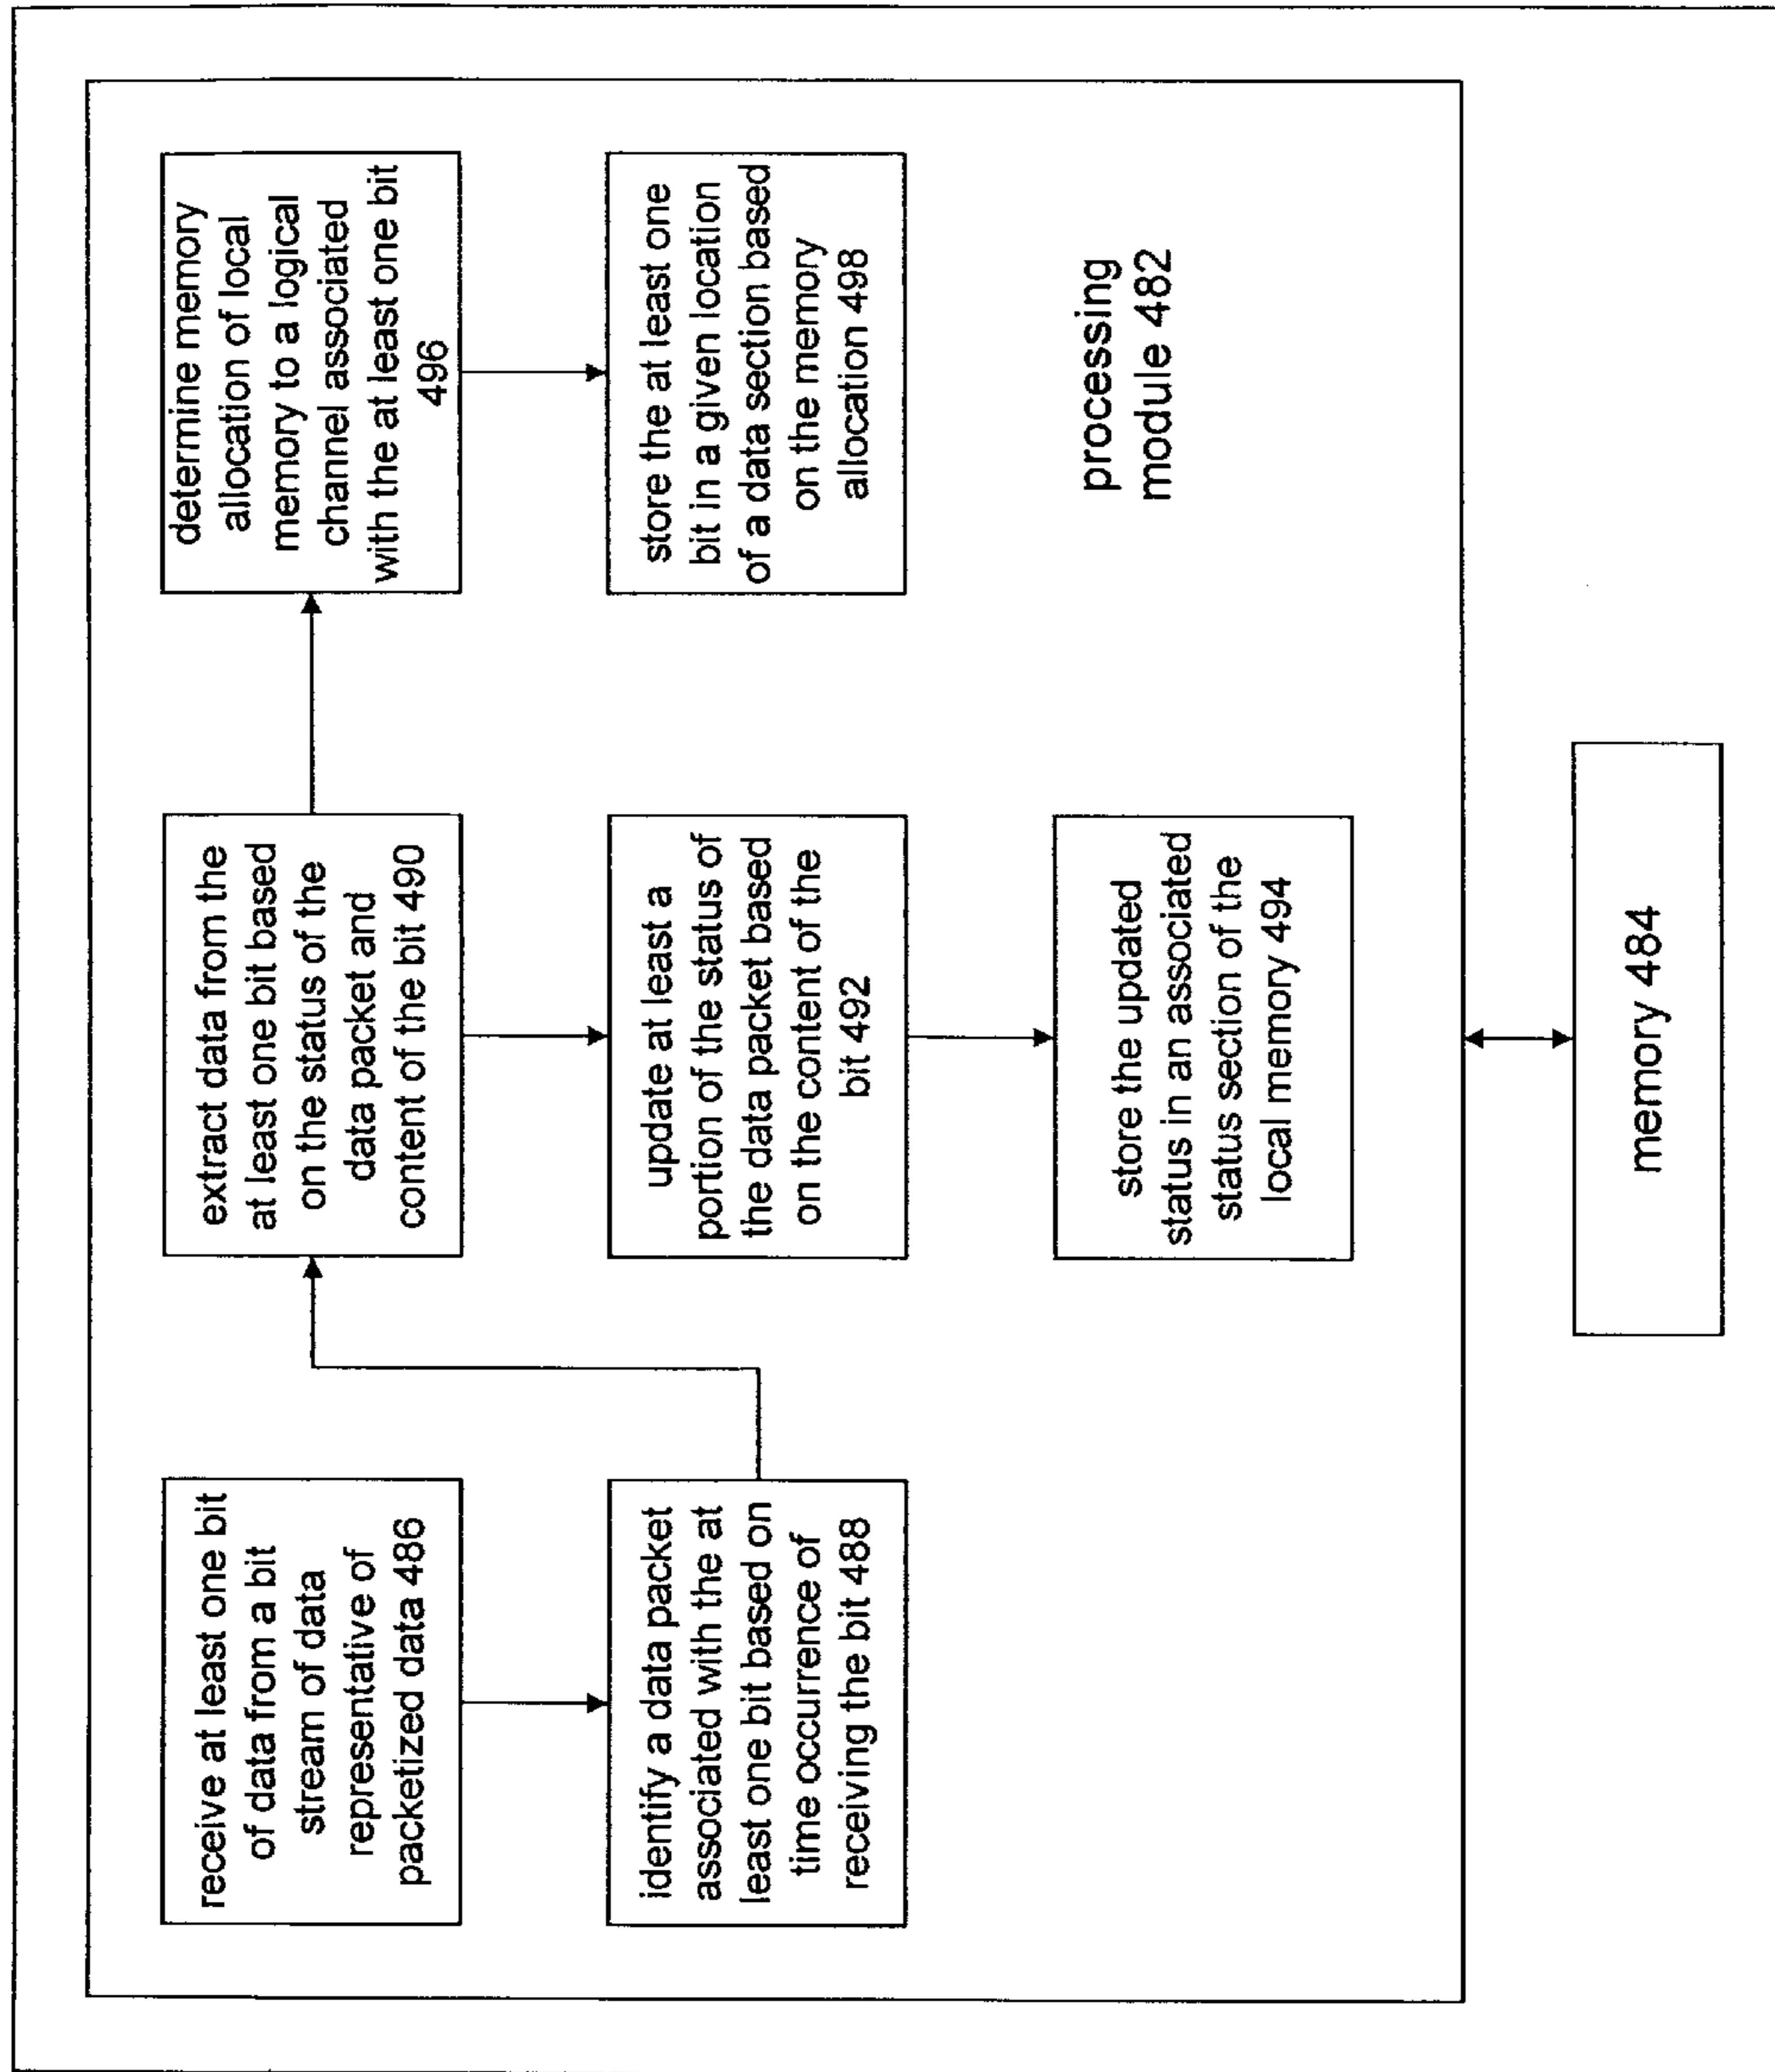 receive at least one bit
of data from a bit
stream of data
representative of
packetized data 486
identify a data packet
associated with the at
least one bit based on
time occurrence of
receiving the bit 488
extract data from the
at least one bit based
on the status of the
data packet and
content of the bit 490
update at least a
portion of the status of
the data packet based
on the content of the
bit 492
store the updated
status in an associated
status section of the
local memory 494
determine memory
allocation of local
memory to a logical
channel associated
with the at least one bit
496
store the at least one
bit in a given location
of a data section based
on the memory
allocation 498
processing
module 482
memory 484